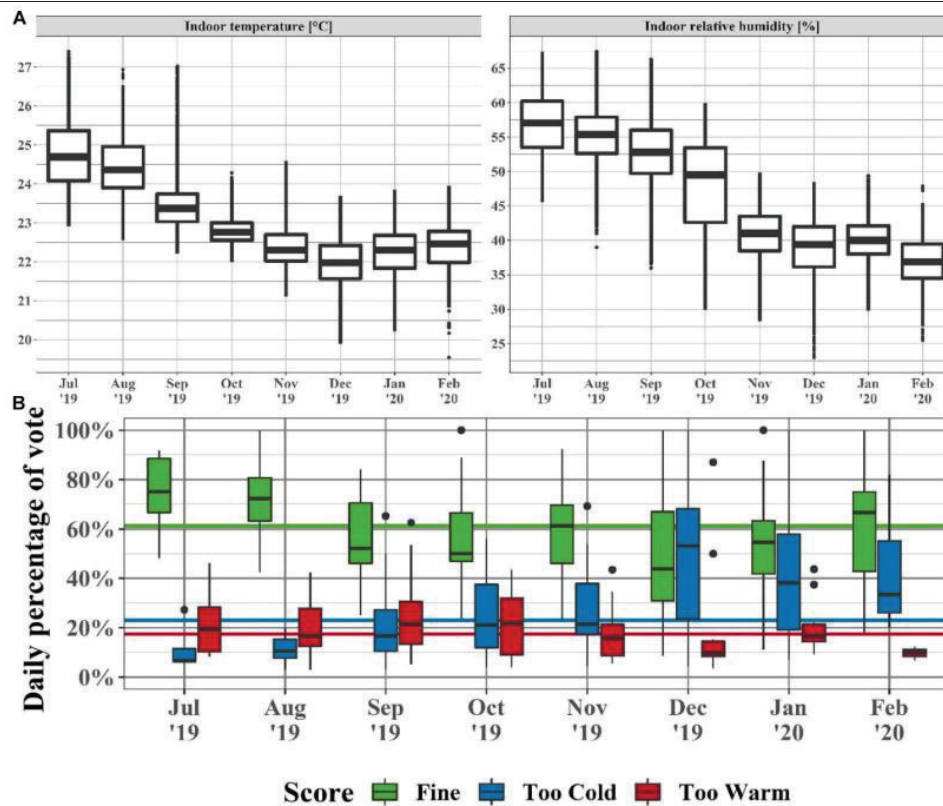 A
Indoor temperature [°C]
Indoor relative humidity [%]
27
26
25
24
23
22
21
20
65
60
55
50
45
40
35
30
25
Jul Aug Sep Oct Nov Dec Jan Feb
'19 '19 '19 '19 '19 '19 '20 '20
Jul Aug Sep Oct Nov Dec Jan Feb
'19 '19 '19 '19 '19 '19 '20 '20
B
Daily percentage of vote
100%
80%
60%
40%
20%
0%
Jul Aug Sep Oct Nov Dec Jan Feb
'19 '19 '19 '19 '19 '19 '20 '20
Score Fine Too Cold Too Warm